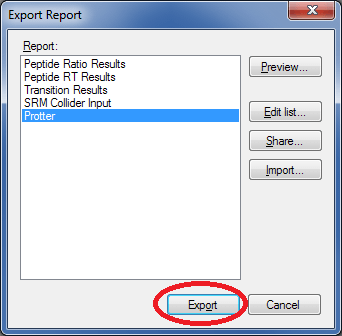 Export Report
Report:
Peptide Ratio Results
Peptide RT Results
Transition Results
SRM Collider Input
Protter
Preview...
Edit list...
Share...
Import...
Export
Cancel